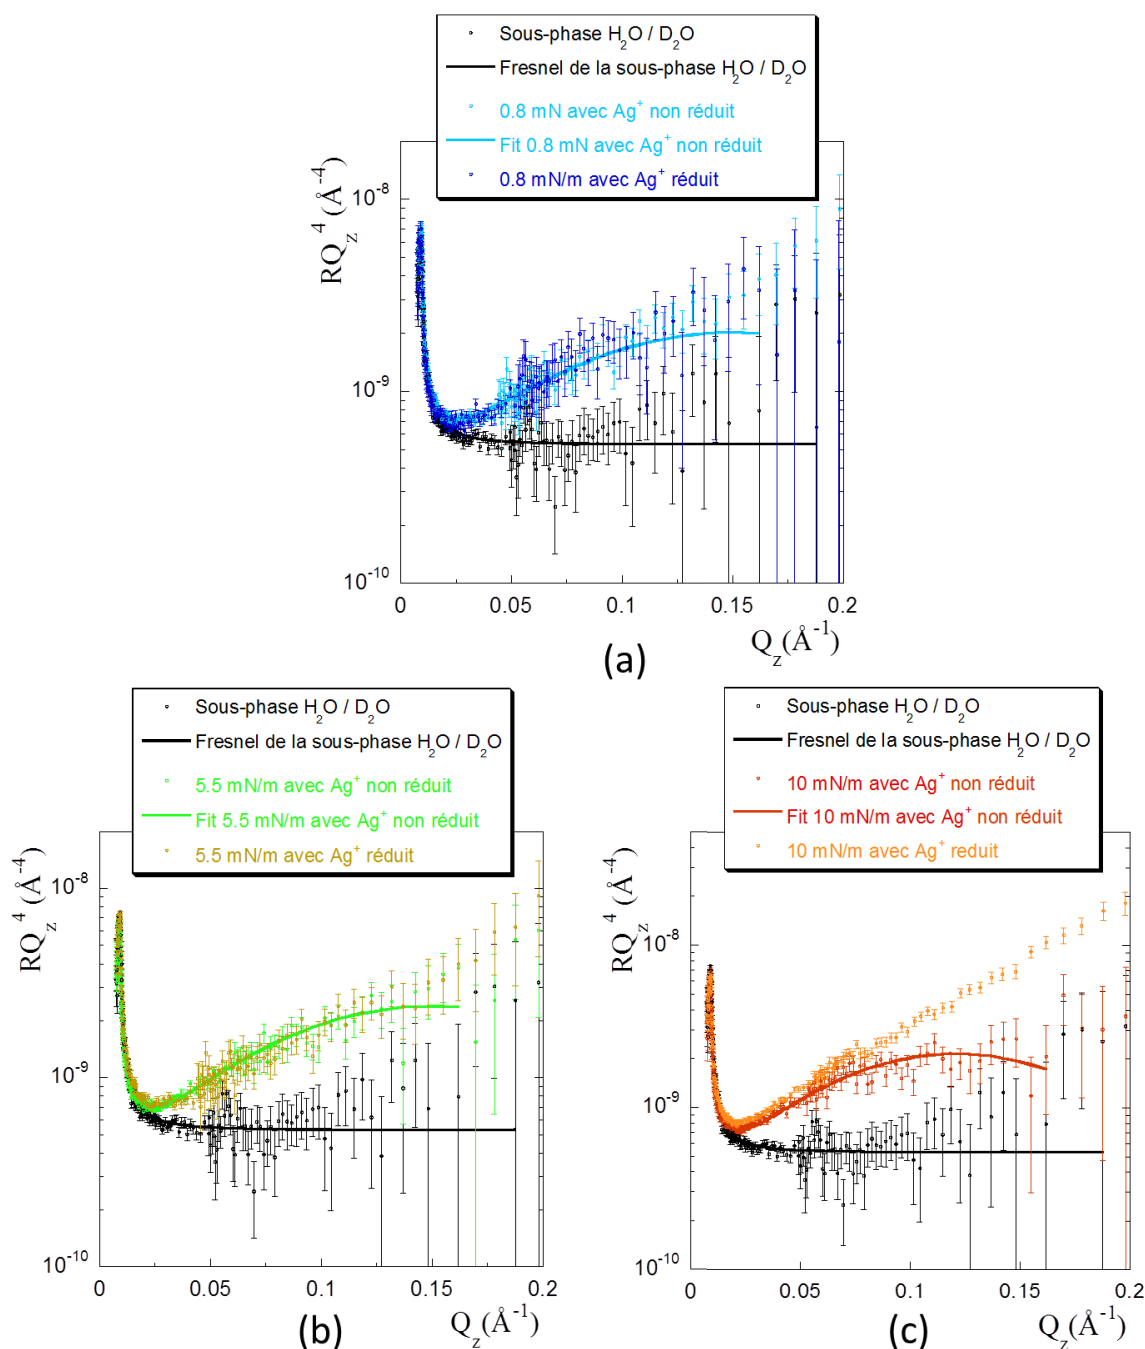 Sous-phase H₂O / D₂O
Fresnel de la sous-phase H₂O / D₂O
0.8 mN avec Ag⁺ non réduit
Fit 0.8 mN avec Ag⁺ non réduit
0.8 mN/m avec Ag⁺ réduit
RQ_z⁴ (Å⁻⁴)
10⁻⁸
10⁻⁹
10⁻¹⁰
0 0.05 0.1 0.15 0.2
Q_z(Å⁻¹)
(a)
Sous-phase H₂O / D₂O
Fresnel de la sous-phase H₂O / D₂O
5.5 mN/m avec Ag⁺ non réduit
Fit 5.5 mN/m avec Ag⁺ non réduit
5.5 mN/m avec Ag⁺ réduit
RQ_z⁴ (Å⁻⁴)
10⁻⁸
10⁻⁹
10⁻¹⁰
0 0.05 0.1 0.15 0.2
Q_z(Å⁻¹)
(b)
Sous-phase H₂O / D₂O
Fresnel de la sous-phase H₂O / D₂O
10 mN/m avec Ag⁺ non réduit
Fit 10 mN/m avec Ag⁺ non réduit
10 mN/m avec Ag⁺ reduit
RQ_z⁴ (Å⁻⁴)
10⁻⁸
10⁻⁹
10⁻¹⁰
0 0.05 0.1 0.15 0.2
Q_z(Å⁻¹)
(c)